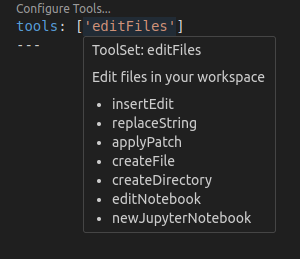 Configure Tools...
tools: ['editFiles']
---
ToolSet: editFiles
Edit files in your workspace
• insertEdit
• replaceString
• applyPatch
• createFile
• createDirectory
• editNotebook
• newJupyterNotebook